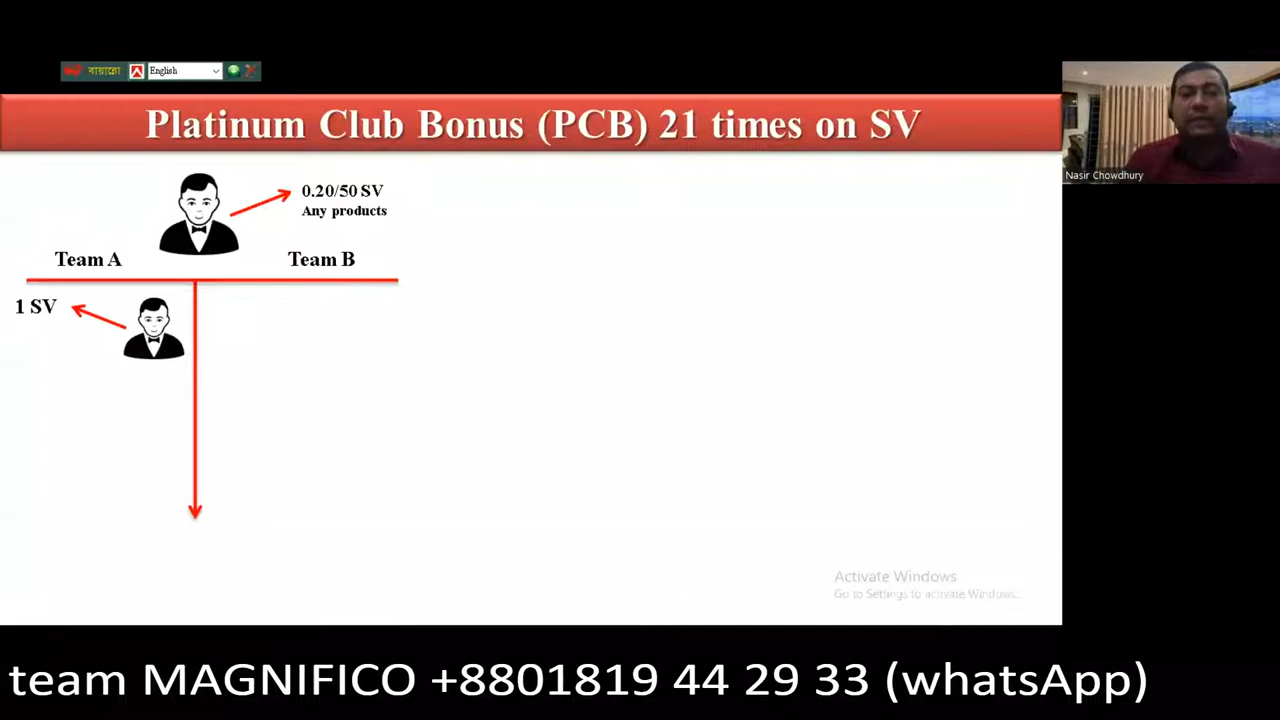 বায়ান্নো English
Platinum Club Bonus (PCB) 21 times on SV
Nasir Chowdhury
0.20/50 SV
Any products
Team A Team B
1 SV
Activate Windows
Go to Settings to activate Windows...
team MAGNIFICO +8801819 44 29 33 (whatsApp)